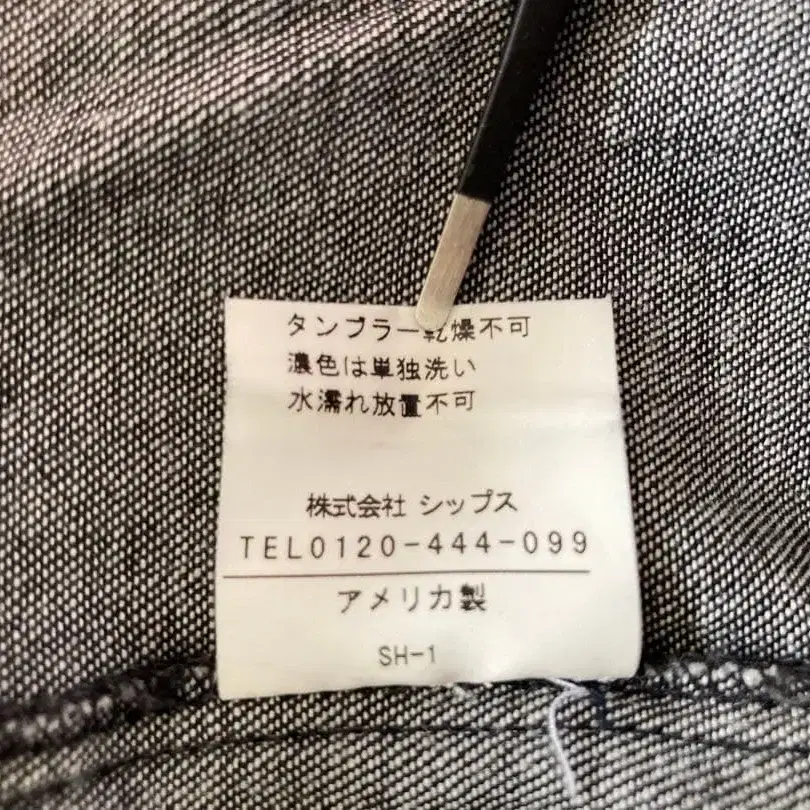 タンブラー乾燥不可
濃色は単独洗い
水濡れ放置不可
株式会社 シップス
TEL0120-444-099
アメリカ製
SH-1